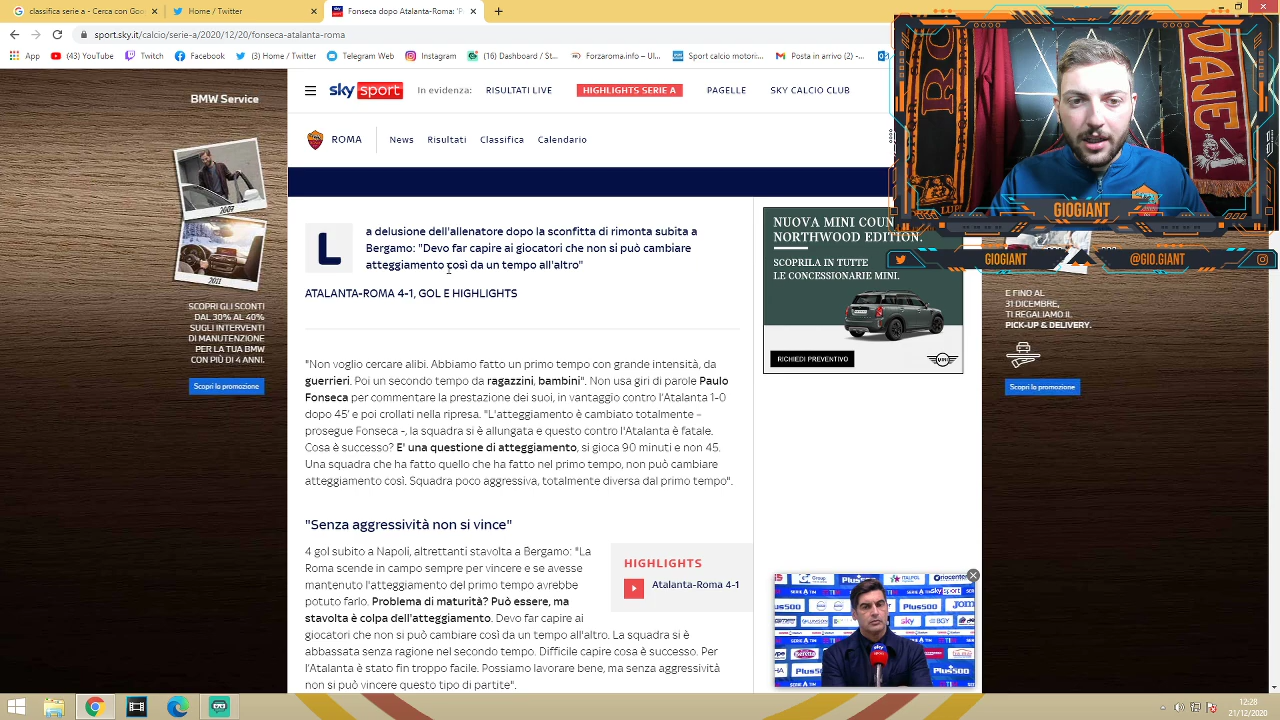 classifica serie a - Cerca con Go
Home / Twitter
Fonseca dopo Atalanta-Roma: 'F
App
(43) YouTube
Twitch
Facebook
(3) Home / Twitter
Telegram Web
Instagram
(16) Dashboard / St...
Forzaroma.info – Ul...
Sport calcio motori...
Posta in arrivo (2) - ...
BMW Service
sky sport
In evidenza:
RISULTATI LIVE
HIGHLIGHTS SERIE A
PAGELLE
SKY CALCIO CLUB
ROMA
News
Risultati
Classifica
Calendario
2007
2011
SCOPRI GLI SCONTI
DAL 30% AL 40%
SUGLI INTERVENTI
DI MANUTENZIONE
PER LA TUA BMW
CON PIÙ DI 4 ANNI.
Scopri la promozione
La delusione dell'allenatore dopo la sconfitta di rimonta subita a
Bergamo: "Devo far capire ai giocatori che non si può cambiare
atteggiamento così da un tempo all'altro"
ATALANTA-ROMA 4-1, GOL E HIGHLIGHTS
"Non voglio cercare alibi. Abbiamo fatto un primo tempo con grande intensità, da
guerrieri. Poi un secondo tempo da ragazzini, bambini". Non usa giri di parole Paulo
Fonseca per commentare la prestazione dei suoi, in vantaggio contro l'Atalanta 1-0
dopo 45' e poi crollati nella ripresa. "L'atteggiamento è cambiato totalmente –
prosegue Fonseca -, la squadra si è allungata e questo contro l'Atalanta è fatale.
Cosa è successo? E' una questione di atteggiamento, si gioca 90 minuti e non 45.
Una squadra che ha fatto quello che ha fatto nel primo tempo, non può cambiare
atteggiamento così. Squadra poco aggressiva, totalmente diversa dal primo tempo".
"Senza aggressività non si vince"
4 gol subito a Napoli, altrettanti stavolta a Bergamo: "La
Roma scende in campo sempre per vincere e se avesse
mantenuto l'atteggiamento del primo tempo avrebbe
potuto farlo. Problema di maturità? Può essere, ma
stavolta è colpa dell'atteggiamento. Devo far capire ai
giocatori che non si può cambiare così da un tempo all'altro. La squadra si è
abbassata senza ragione nel secondo tempo. Difficile capire cosa è successo. Per
l'Atalanta è stato fin troppo facile. Possiamo lavorare bene, ma senza aggressività
non si può vincere questo tipo di partite"
HIGHLIGHTS
Atalanta-Roma 4-1
NUOVA MINI COUN
NORTHWOOD EDITION.
SCOPRILA IN TUTTE
LE CONCESSIONARIE MINI.
RICHIEDI PREVENTIVO
MINI
E FINO AL
31 DICEMBRE,
TI REGALIAMO IL
PICK-UP & DELIVERY.
Scopri la promozione
DAJE
LUPI
GIOGIANT
GIOGIANT
@GIO.GIANT
Plus500
sky sport
Plus500
sky
BGY
Plus500
Plus500
12:28
21/12/2020